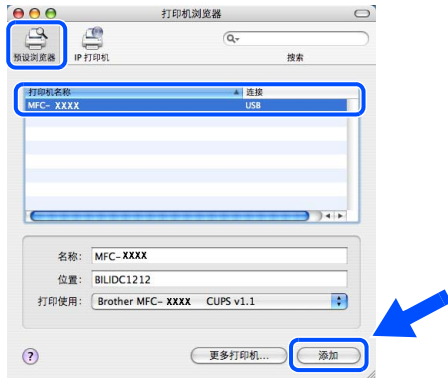 打印机浏览器
预设浏览器 IP 打印机 搜索
打印机名称 连接
MFC- XXXX USB
名称: MFC- XXXX
位置: BILIDC1212
打印使用: Brother MFC- XXXX CUPS v1.1
? 更多打印机... 添加